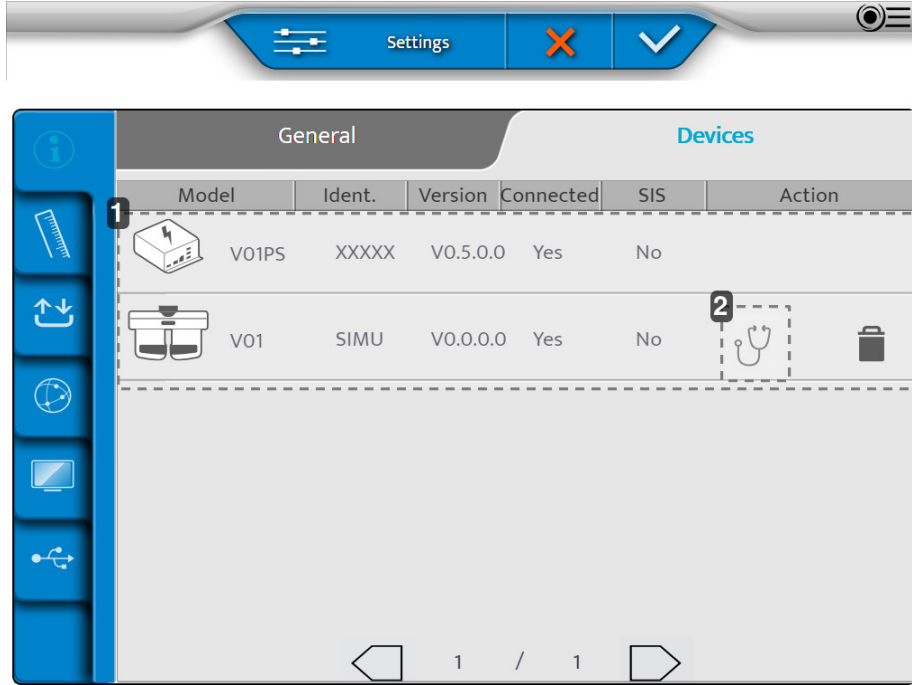 Settings
General Devices
Model Ident. Version Connected SIS Action
1
V01PS XXXXX V0.5.0.0 Yes No
2
V01 SIMU V0.0.0.0 Yes No
1 / 1